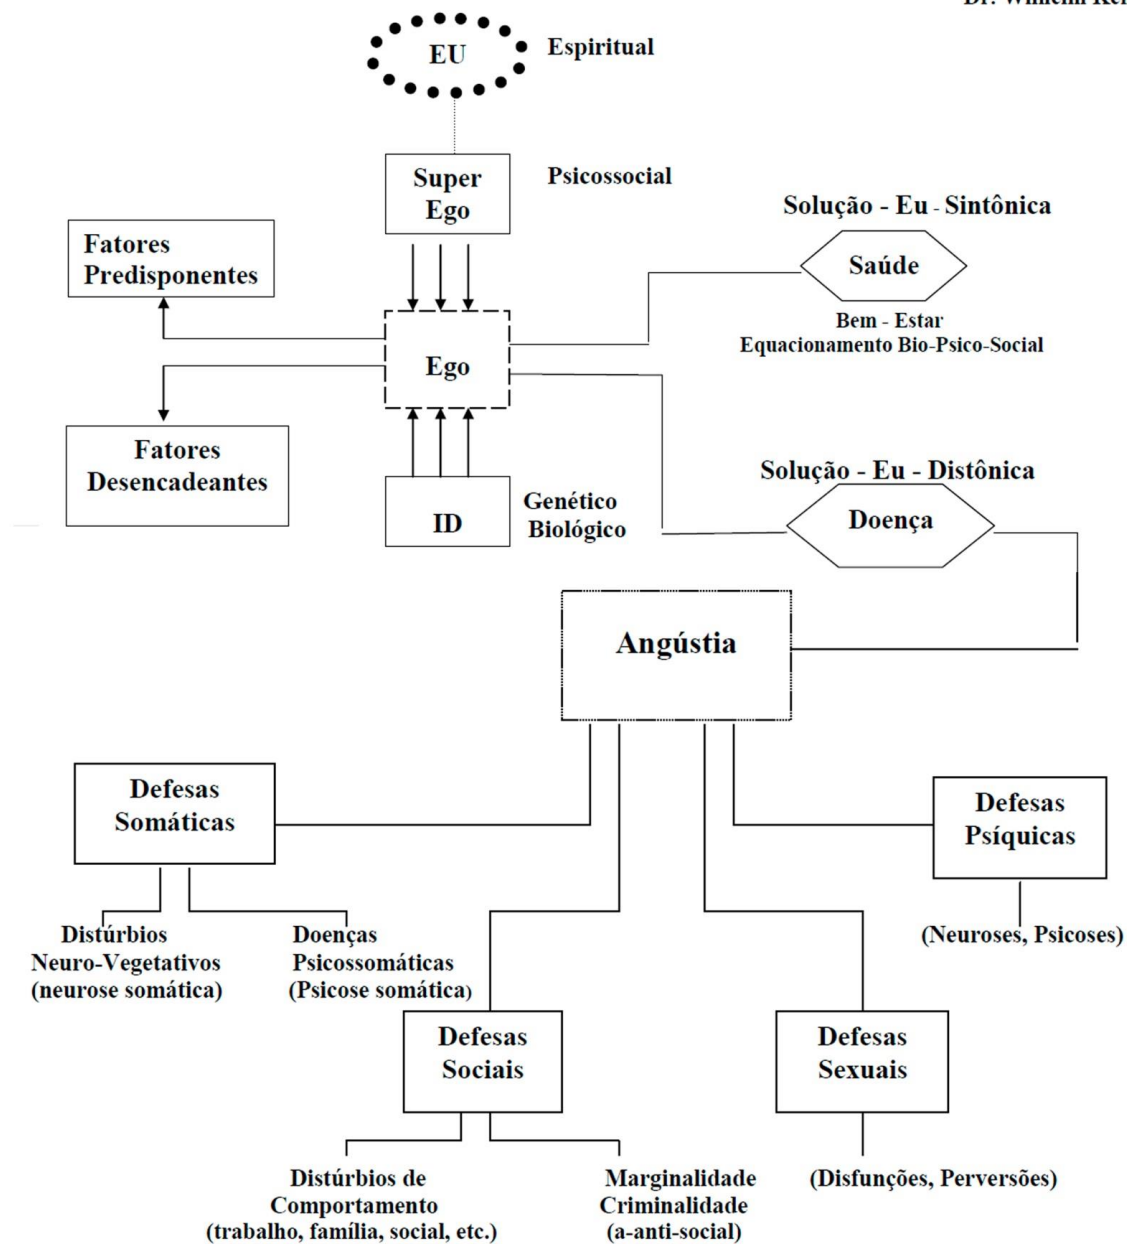 Dr. Wilhelm
EU
Espiritual
Super
Ego
Psicossocial
Solução - Eu - Sintônica
Saúde
Bem - Estar
Equacionamento Bio-Psico-Social
Fatores
Predisponentes
Ego
Fatores
Desencadeantes
ID
Genético
Biológico
Solução - Eu - Distônica
Doença
Angústia
Defesas
Somáticas
Defesas
Psíquicas
Distúrbios
Neuro-Vegetativos
(neurose somática)
Doenças
Psicossomáticas
(Psicose somática)
(Neuroses, Psicoses)
Defesas
Sociais
Defesas
Sexuais
Distúrbios de
Comportamento
(trabalho, família, social, etc.)
Marginalidade
Criminalidade
(a-anti-social)
(Disfunções, Perversões)